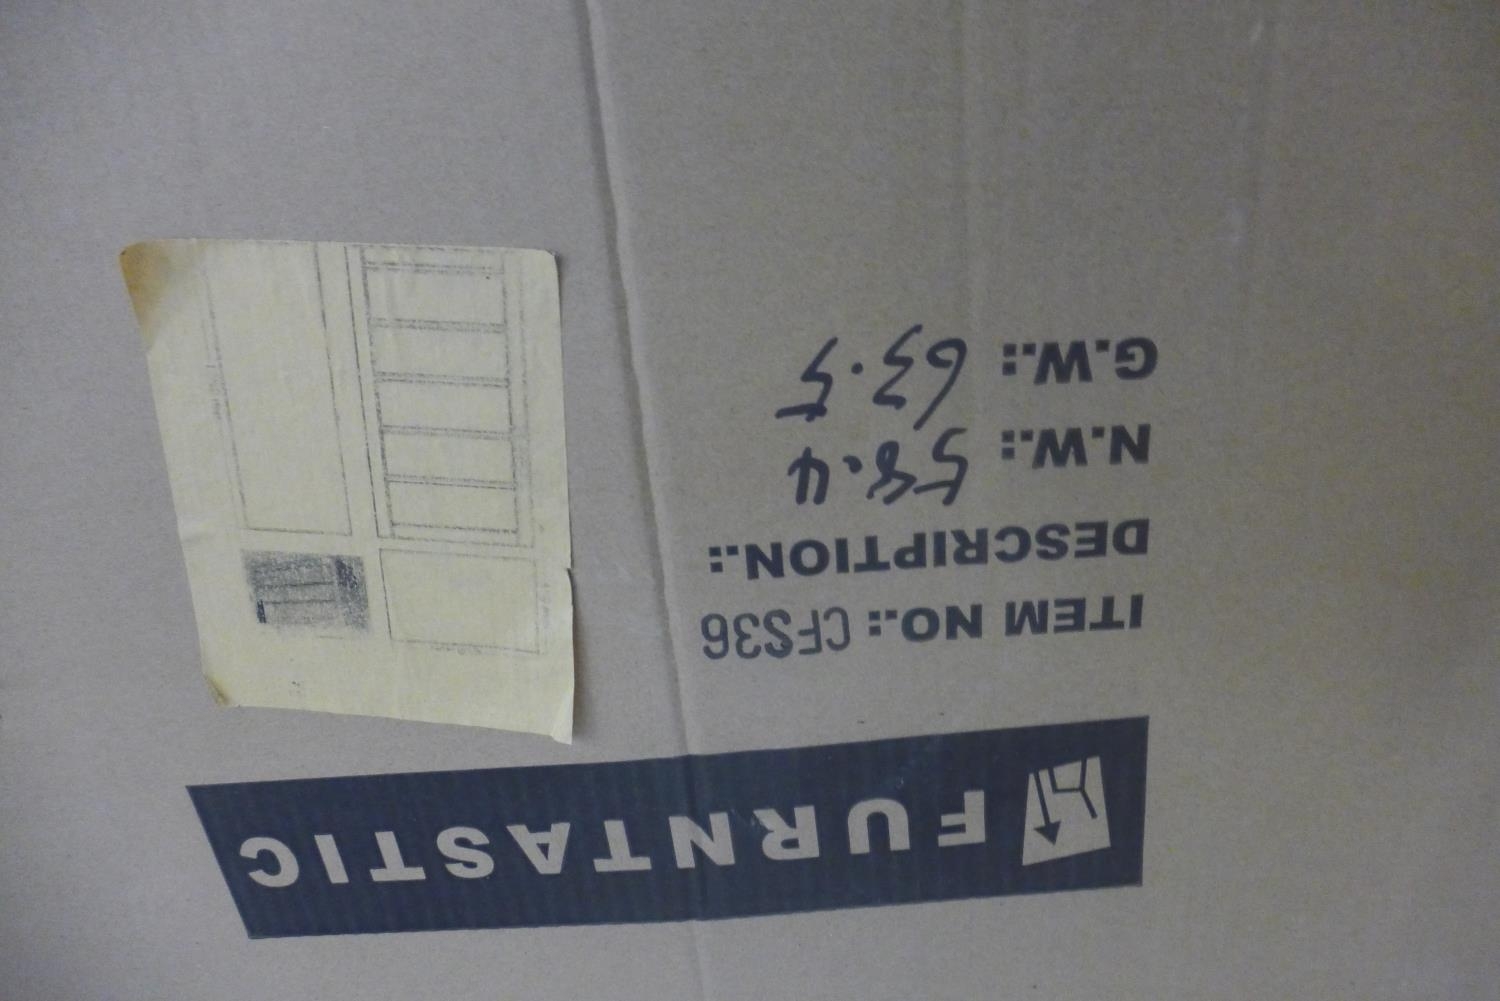 FURNTASTIC
ITEM NO.: CFS36
DESCRIPTION.:
N.W.: 58.4
G.W.: 63.5